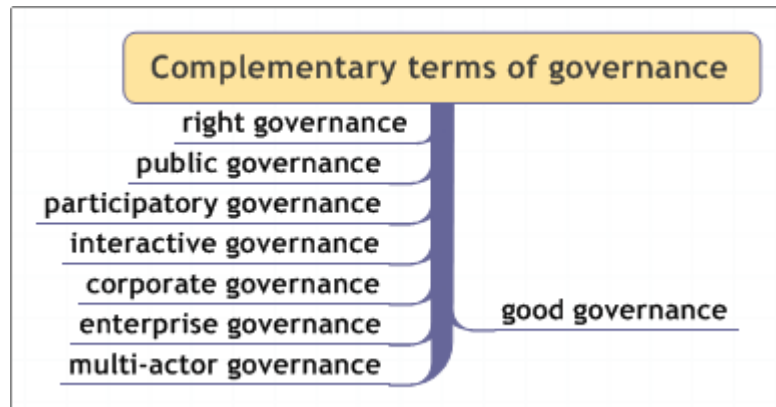 Complementary terms of governance
right governance
public governance
participatory governance
interactive governance
corporate governance
enterprise governance
multi-actor governance
good governance